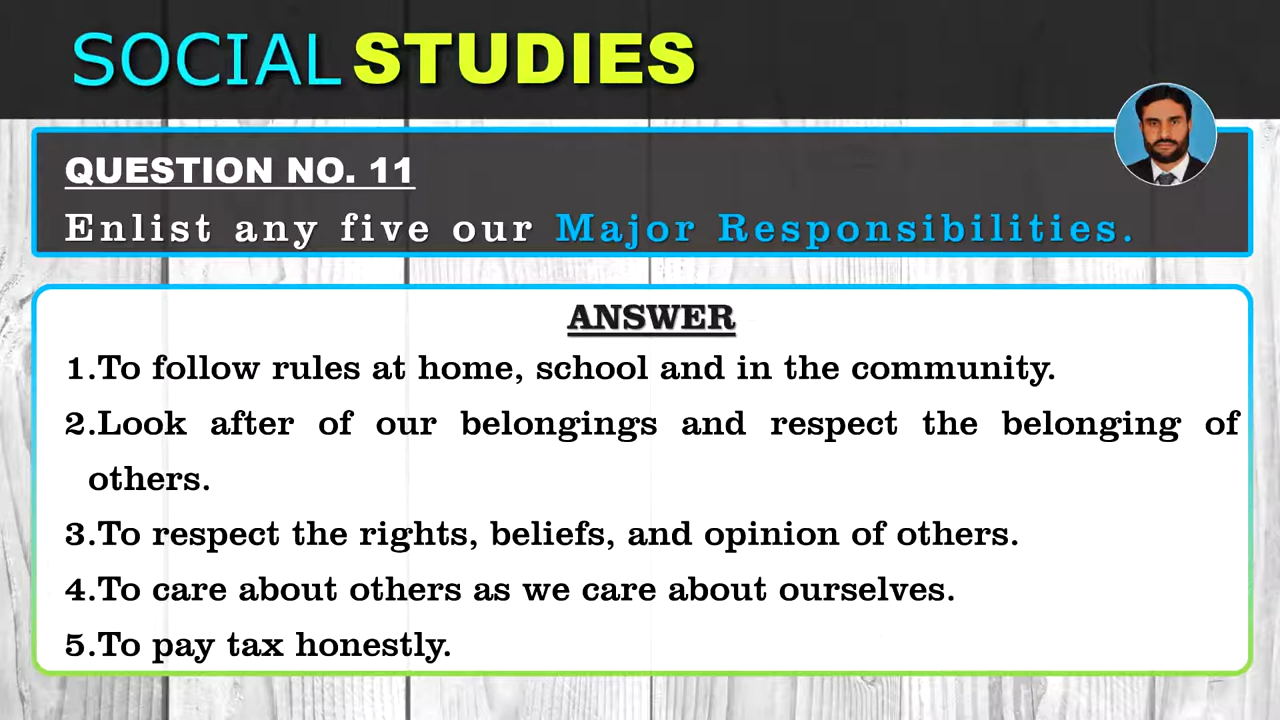 SOCIAL STUDIES
QUESTION NO. 11
Enlist any five our Major Responsibilities.
ANSWER
1.To follow rules at home, school and in the community.
2.Look after of our belongings and respect the belonging of
others.
3.To respect the rights, beliefs, and opinion of others.
4.To care about others as we care about ourselves.
5.To pay tax honestly.